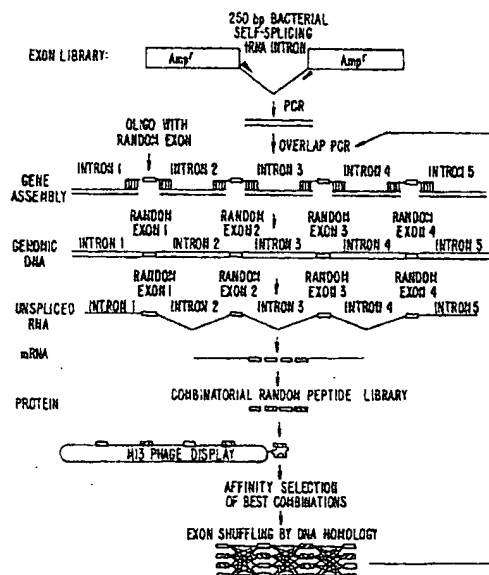 250 bp BACTERIAL
SELF-SPLICING
tRNA INTRON
EXON LIBRARY:
Ampʳ Ampʳ
PCR
OLIGO WITH
RANDOM EXON
OVERLAP PCR
INTRON 1 INTRON 2 INTRON 3 INTRON 4 INTRON 5
GENE
ASSEMBLY
RANDOM RANDOM RANDOM RANDOM
EXON 1 EXON 2 EXON 3 EXON 4
GENOMIC
DNA
INTRON 1 INTRON 2 INTRON 3 INTRON 4 INTRON 5
RANDOM RANDOM RANDOM RANDOM
EXON 1 EXON 2 EXON 3 EXON 4
UNSPLICED
RNA
INTRON 1 INTRON 2 INTRON 3 INTRON 4 INTRON 5
mRNA
COMBINATORIAL RANDOM PEPTIDE LIBRARY
PROTEIN
M13 PHAGE DISPLAY
AFFINITY SELECTION
OF BEST COMBINATIONS
EXON SHUFFLING BY DNA HOMOLOGY